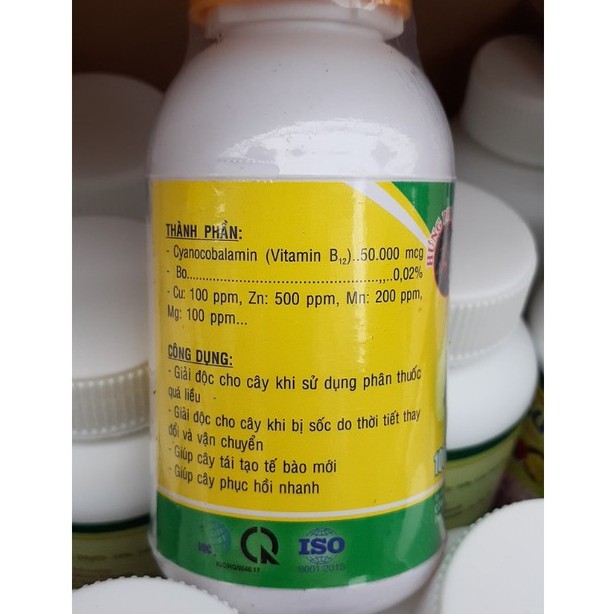 THÀNH PHẦN:
- Cyanocobalamin (Vitamin B₁₂)..50.000 mcg
- Bo..........................................,,..0,02%
- Cu: 100 ppm, Zn: 500 ppm, Mn: 200 ppm,
Mg: 100 ppm...
CÔNG DỤNG:
- Giải độc cho cây khi sử dụng phân thuốc
quá liều
- Giải độc cho cây khi bị sốc do thời tiết thay
đổi và vận chuyển
- Giúp cây tái tạo tế bào mới
- Giúp cây phục hồi nhanh
ISO
9001:2015
HÙNG